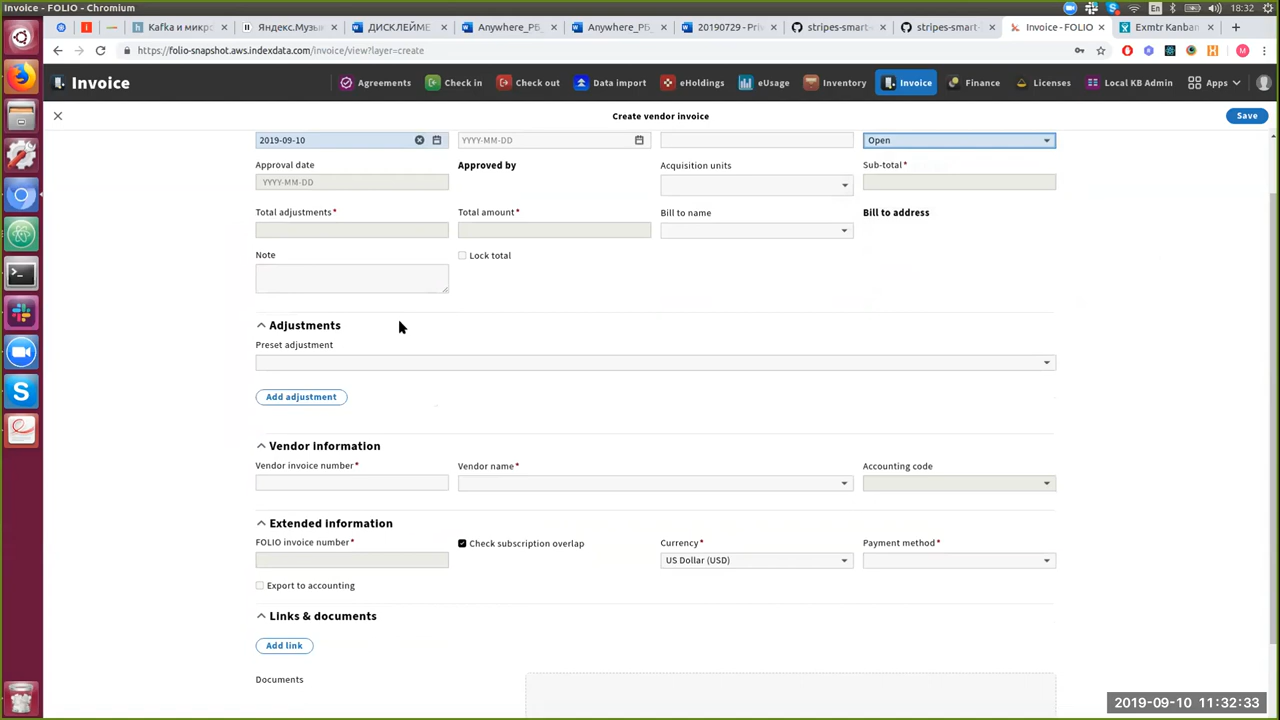 Invoice - FOLIO - Chromium
En
18:32
Kafka и микро
Яндекс.Музы
ДИСКЛЕМЕ
Anywhere_РБ_
Anywhere_РБ_
20190729 - Pri
stripes-smart-
stripes-smart-
Invoice - FOLIO
Exmtr Kanban
https://folio-snapshot.aws.indexdata.com/invoice/view?layer=create
M
Invoice
Agreements
Check in
Check out
Data import
eHoldings
eUsage
Inventory
Invoice
Finance
Licenses
Local KB Admin
Apps
Create vendor invoice
Save
2019-09-10
YYYY-MM-DD
Open
Approval date
Approved by
Acquisition units
Sub-total*
YYYY-MM-DD
Total adjustments*
Total amount*
Bill to name
Bill to address
Note
Lock total
Adjustments
Preset adjustment
Add adjustment
Vendor information
Vendor invoice number*
Vendor name*
Accounting code
Extended information
FOLIO invoice number*
Check subscription overlap
Currency*
Payment method*
US Dollar (USD)
Export to accounting
Links & documents
Add link
Documents
2019-09-10 11:32:33